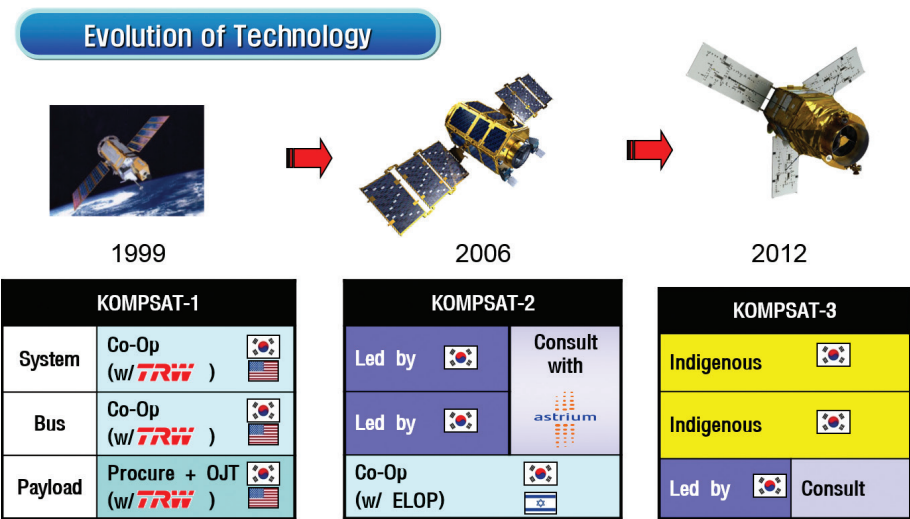 Evolution of Technology
1999
2006
2012
KOMPSAT-1
System
Co-Op
(w/ TRW )
Bus
Co-Op
(w/ TRW )
Payload
Procure + OJT
(w/ TRW )
KOMPSAT-2
Led by
Consult
with
astrium
Led by
Co-Op
(w/ ELOP)
KOMPSAT-3
Indigenous
Indigenous
Led by
Consult